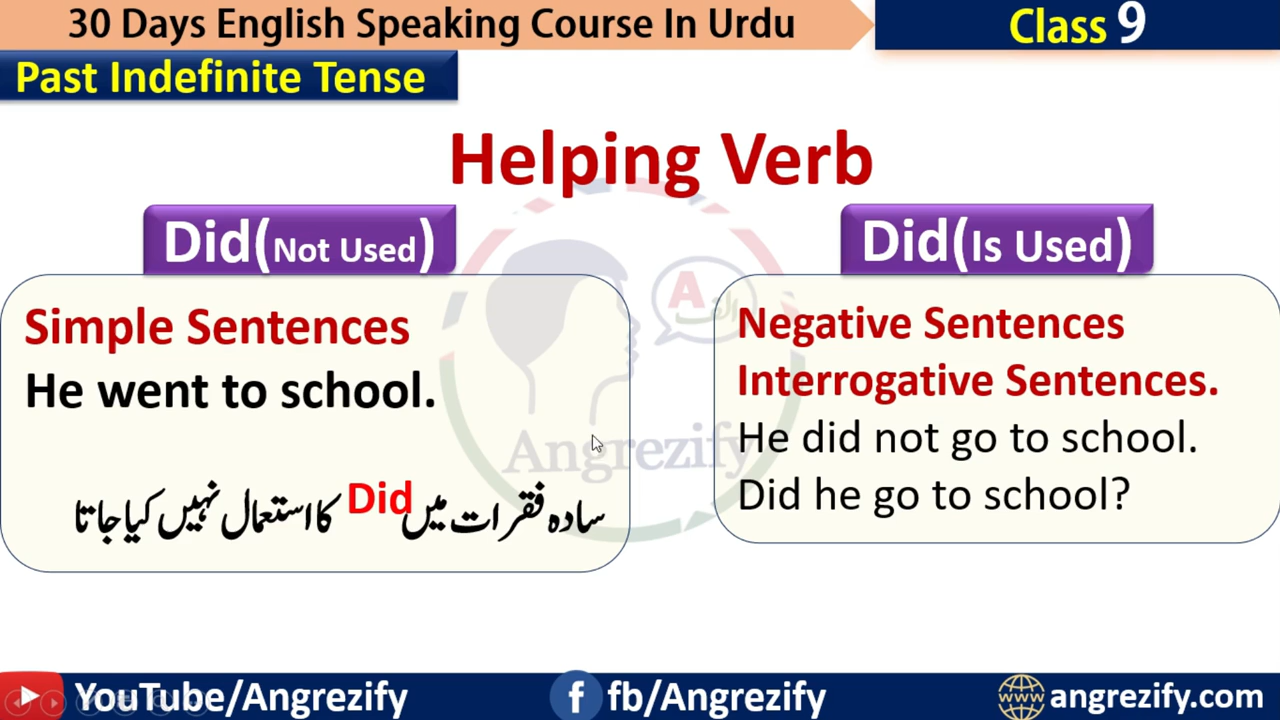 30 Days English Speaking Course In Urdu
Class 9
Past Indefinite Tense
Helping Verb
Did(Not Used)
Simple Sentences
He went to school.
سادہ فقرات میں Did کا استعمال نہیں کیا جاتا
Did(Is Used)
Negative Sentences
Interrogative Sentences.
He did not go to school.
Did he go to school?
A
الف
Angrezify
YouTube/Angrezify
fb/Angrezify
angrezify.com